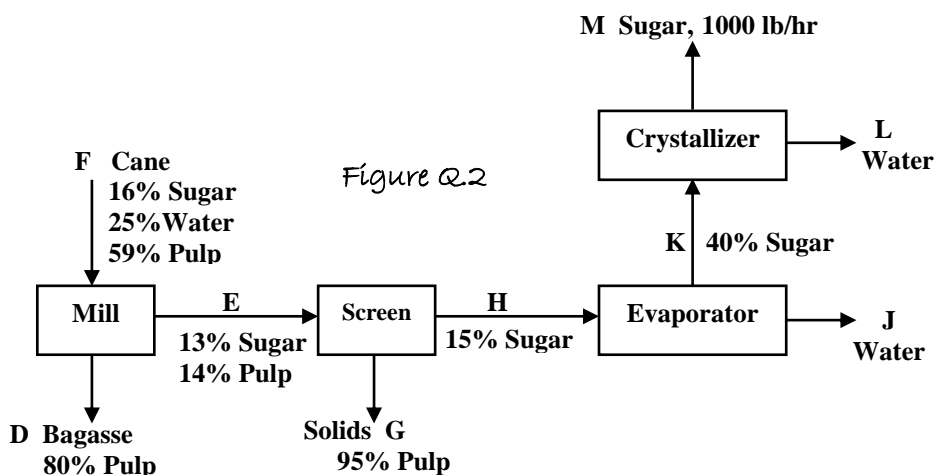 M Sugar, 1000 lb/hr
Crystallizer
L
Water
F Cane
16% Sugar
25%Water
59% Pulp
Figure Q.2
K 40% Sugar
Mill
E
13% Sugar
14% Pulp
Screen
H
15% Sugar
Evaporator
J
Water
D Bagasse
80% Pulp
Solids G
95% Pulp